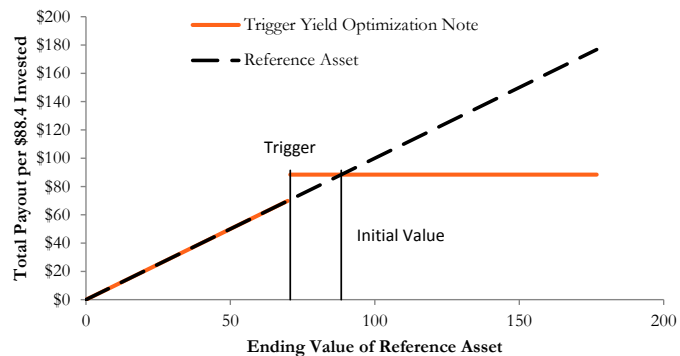 $200
$180
$160
$140
$120
$100
$80
$60
$40
$20
$0
Total Payout per $88.4 Invested
Trigger Yield Optimization Note
Reference Asset
Trigger
Initial Value
0
50
100
150
200
Ending Value of Reference Asset